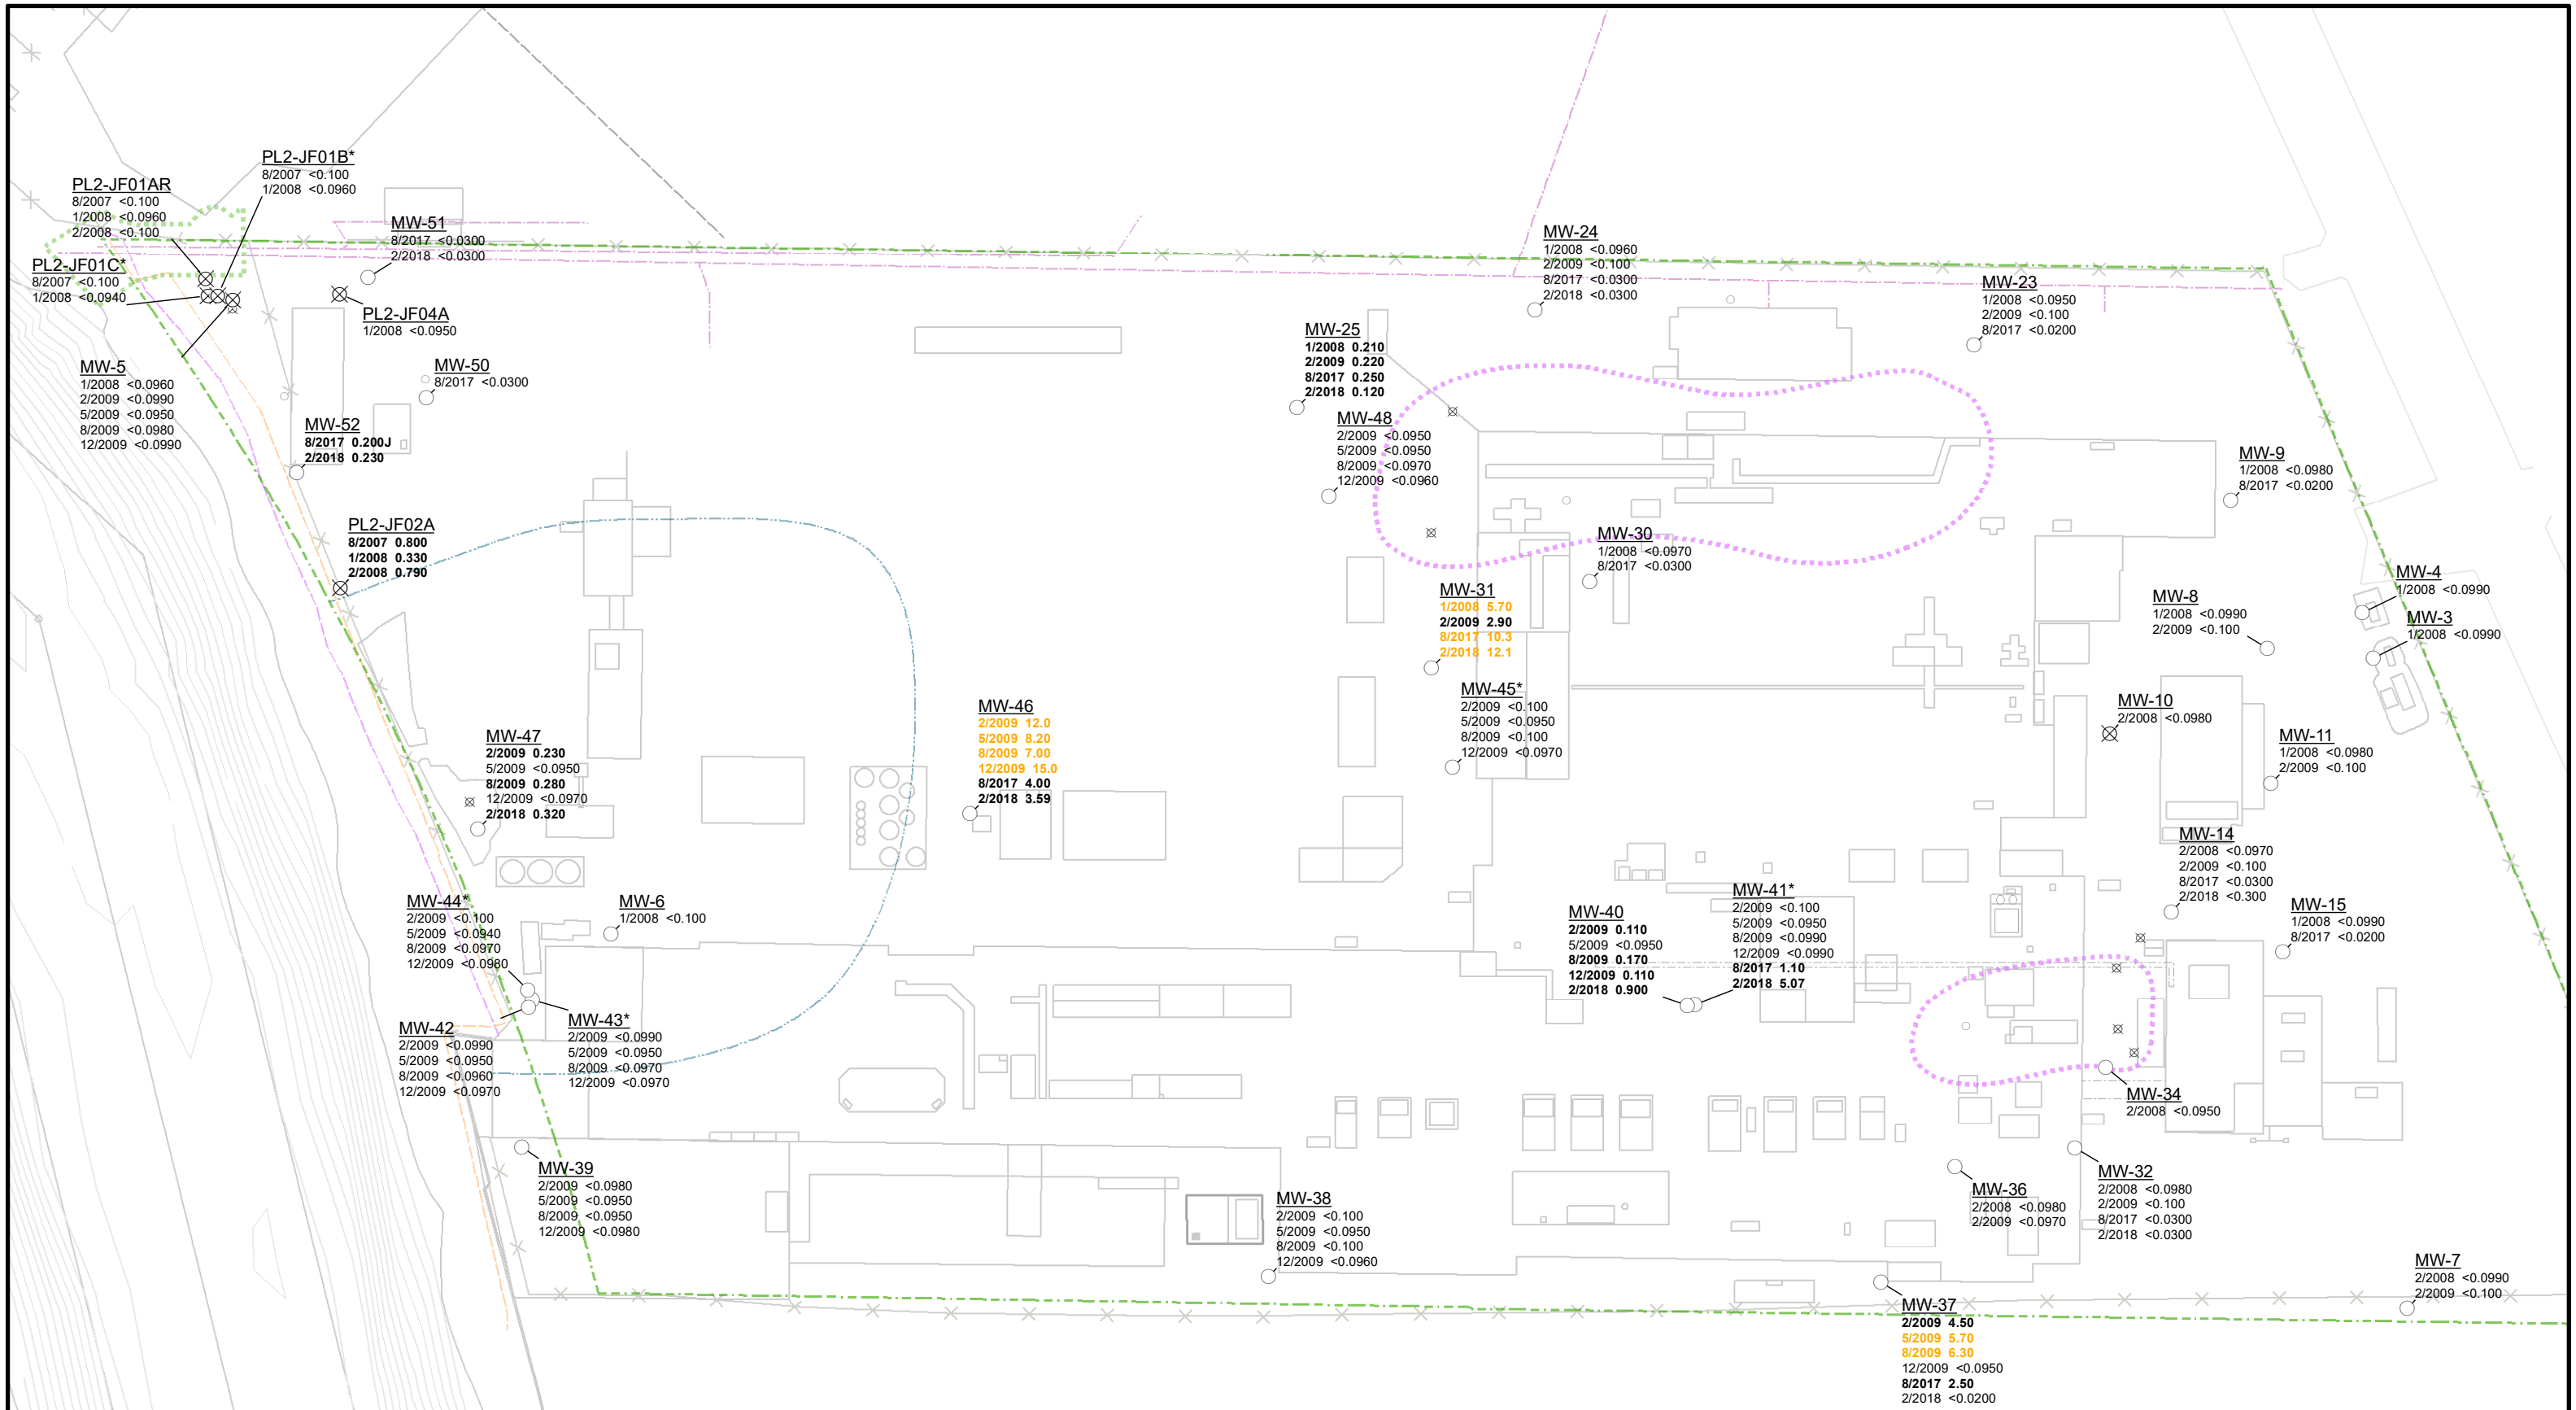 PL2-JF01B*
8/2007 <0.100
1/2008 <0.0960
PL2-JF01AR
8/2007 <0.100
1/2008 <0.0960
2/2008 <0.100
MW-51
8/2017 <0.0300
2/2018 <0.0300
PL2-JF01C*
8/2007 <0.100
1/2008 <0.0940
PL2-JF04A
1/2008 <0.0950
MW-5
1/2008 <0.0960
2/2009 <0.0990
5/2009 <0.0950
8/2009 <0.0980
12/2009 <0.0990
MW-50
8/2017 <0.0300
MW-52
8/2017 0.200J
2/2018 0.230
PL2-JF02A
8/2007 0.800
1/2008 0.330
2/2008 0.790
MW-24
1/2008 <0.0960
2/2009 <0.100
8/2017 <0.0300
2/2018 <0.0300
MW-23
1/2008 <0.0950
2/2009 <0.100
8/2017 <0.0200
MW-25
1/2008 0.210
2/2009 0.220
8/2017 0.250
2/2018 0.120
MW-48
2/2009 <0.0950
5/2009 <0.0950
8/2009 <0.0970
12/2009 <0.0960
MW-9
1/2008 <0.0980
8/2017 <0.0200
MW-30
1/2008 <0.0970
8/2017 <0.0300
MW-31
1/2008 5.70
2/2009 2.90
8/2017 10.3
2/2018 12.1
MW-4
1/2008 <0.0990
MW-8
1/2008 <0.0990
2/2009 <0.100
MW-3
1/2008 <0.0990
MW-45*
2/2009 <0.100
5/2009 <0.0950
8/2009 <0.100
12/2009 <0.0970
MW-46
2/2009 12.0
5/2009 8.20
8/2009 7.00
12/2009 15.0
8/2017 4.00
2/2018 3.59
MW-47
2/2009 0.230
5/2009 <0.0950
8/2009 0.280
12/2009 <0.0970
2/2018 0.320
MW-10
2/2008 <0.0980
MW-11
1/2008 <0.0980
2/2009 <0.100
MW-14
2/2008 <0.0970
2/2009 <0.100
8/2017 <0.0300
2/2018 <0.300
MW-15
1/2008 <0.0990
8/2017 <0.0200
MW-44*
2/2009 <0.100
5/2009 <0.0940
8/2009 <0.0970
12/2009 <0.0980
MW-6
1/2008 <0.100
MW-40
2/2009 0.110
5/2009 <0.0950
8/2009 0.170
12/2009 0.110
2/2018 0.900
MW-41*
2/2009 <0.100
5/2009 <0.0950
8/2009 <0.0990
12/2009 <0.0990
8/2017 1.10
2/2018 5.07
MW-42
2/2009 <0.0990
5/2009 <0.0950
8/2009 <0.0960
12/2009 <0.0970
MW-43*
2/2009 <0.0990
5/2009 <0.0950
8/2009 <0.0970
12/2009 <0.0970
MW-34
2/2008 <0.0950
MW-39
2/2009 <0.0980
5/2009 <0.0950
8/2009 <0.0950
12/2009 <0.0980
MW-38
2/2009 <0.100
5/2009 <0.0950
8/2009 <0.100
12/2009 <0.0960
MW-36
2/2008 <0.0980
2/2009 <0.0970
MW-32
2/2008 <0.0980
2/2009 <0.100
8/2017 <0.0300
2/2018 <0.0300
MW-7
2/2008 <0.0990
2/2009 <0.100
MW-37
2/2009 4.50
5/2009 5.70
8/2009 6.30
12/2009 <0.0950
8/2017 2.50
2/2018 <0.0200